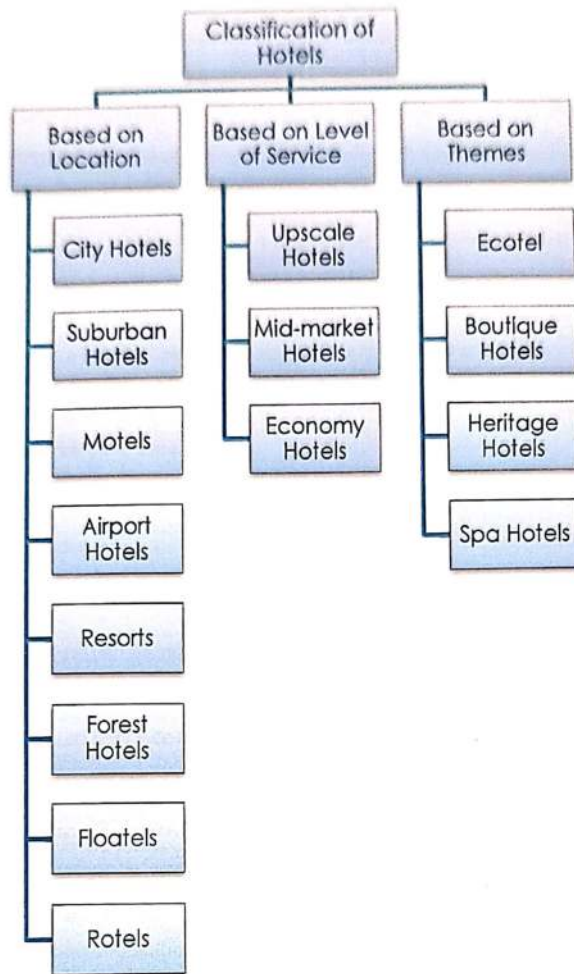 Classification of
Hotels
Based on
Location
City Hotels
Suburban
Hotels
Motels
Airport
Hotels
Resorts
Forest
Hotels
Floatels
Rotels
Based on Level
of Service
Upscale
Hotels
Mid-market
Hotels
Economy
Hotels
Based on
Themes
Ecotel
Boutique
Hotels
Heritage
Hotels
Spa Hotels